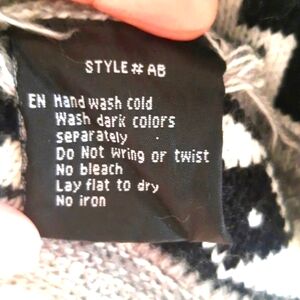 STYLE# AB
EN Hand wash cold
Wash dark colors
separately
Do Not wring or twist
No bleach
Lay flat to dry
No iron